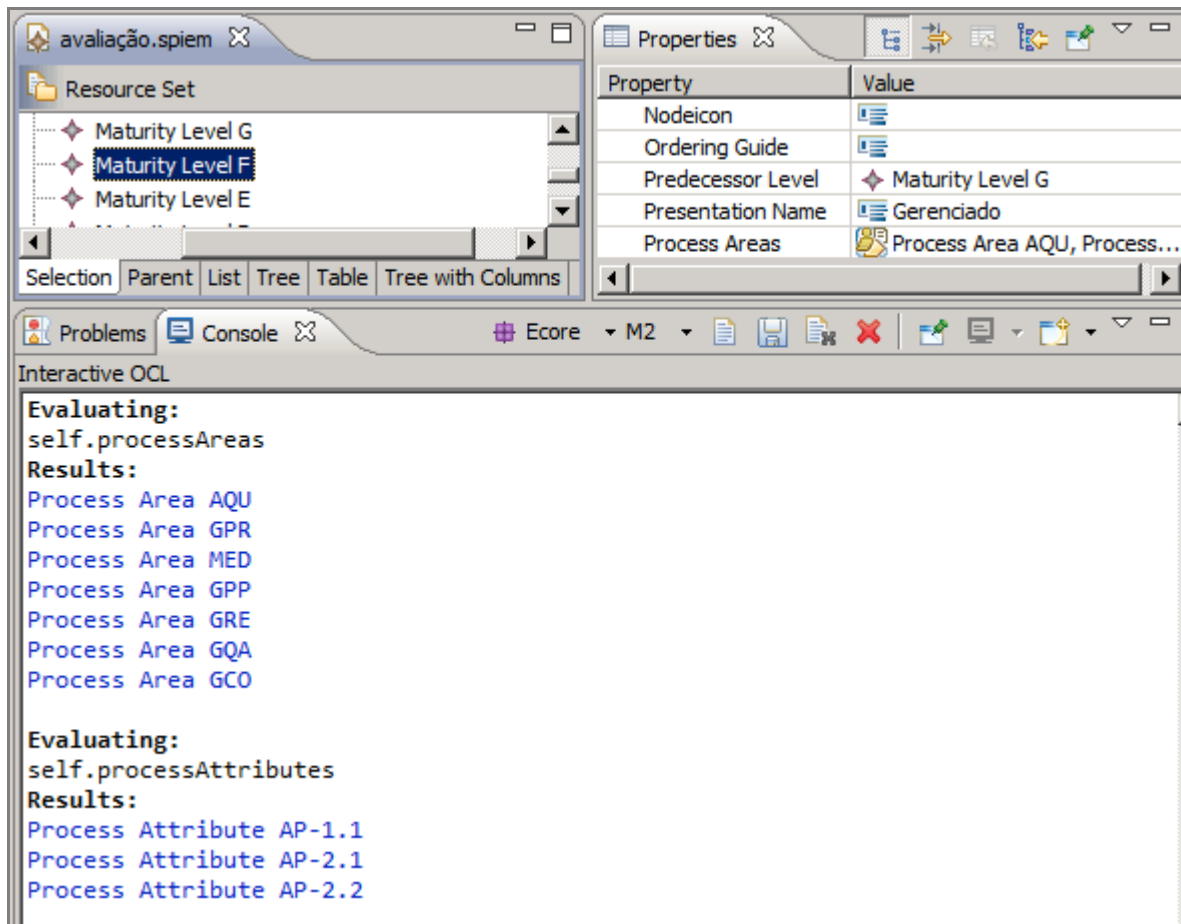 avaliação.spiem
Resource Set
Maturity Level G
Maturity Level F
Maturity Level E
Selection Parent List Tree Table Tree with Columns
Properties
Property Value
Nodeicon
Ordering Guide
Predecessor Level Maturity Level G
Presentation Name Gerenciado
Process Areas Process Area AQU, Process...
Problems Console Ecore M2
Interactive OCL
Evaluating:
self.processAreas
Results:
Process Area AQU
Process Area GPR
Process Area MED
Process Area GPP
Process Area GRE
Process Area GQA
Process Area GCO
Evaluating:
self.processAttributes
Results:
Process Attribute AP-1.1
Process Attribute AP-2.1
Process Attribute AP-2.2